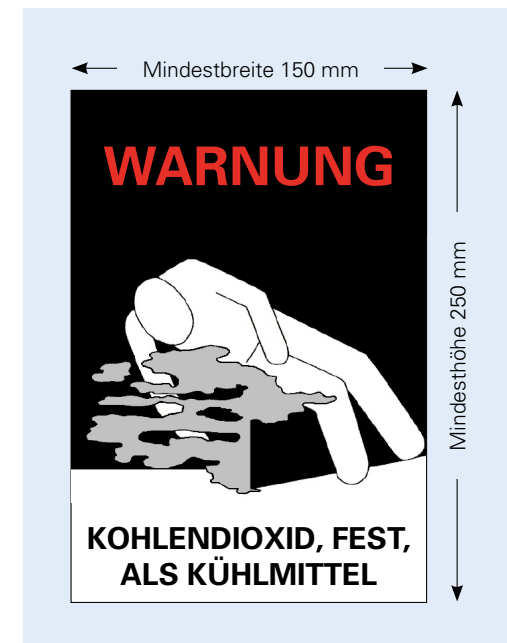 Mindestbreite 150 mm
WARNUNG
Mindesthöhe 250 mm
KOHLENDIOXID, FEST,
ALS KÜHLMITTEL